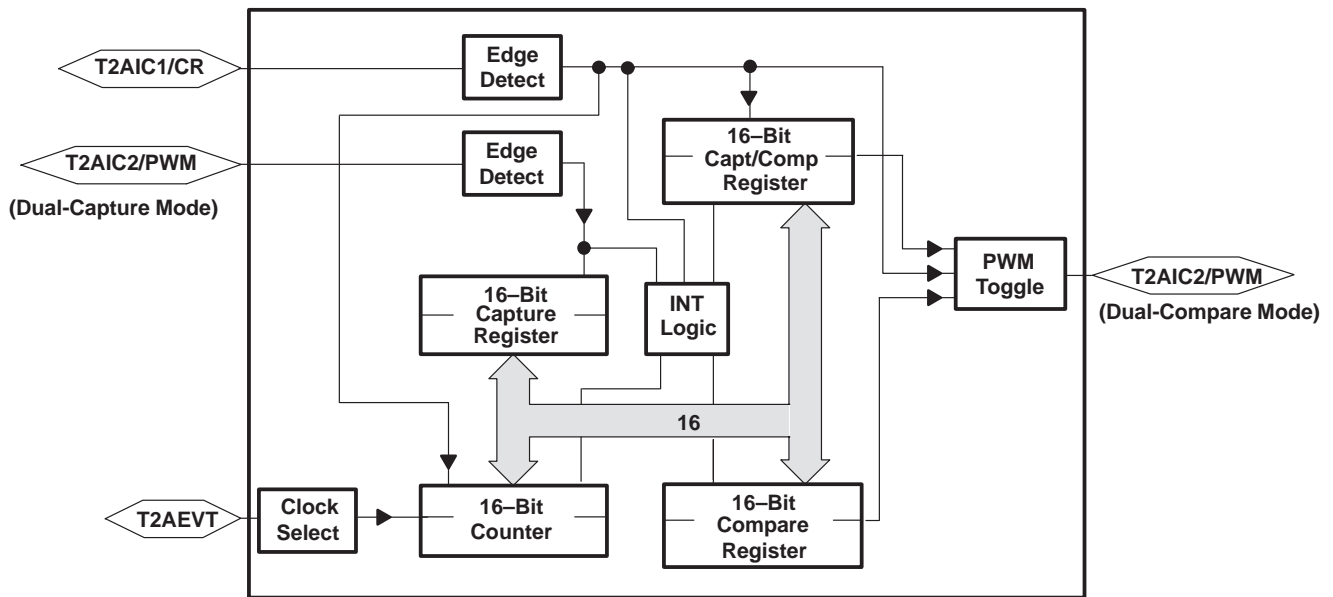 T2AIC1/CR
Edge
Detect
T2AIC2/PWM
(Dual-Capture Mode)
Edge
Detect
16–Bit
Capt/Comp
Register
16–Bit
Capture
Register
INT
Logic
PWM
Toggle
T2AIC2/PWM
(Dual-Compare Mode)
16
T2AEVT
Clock
Select
16–Bit
Counter
16–Bit
Compare
Register